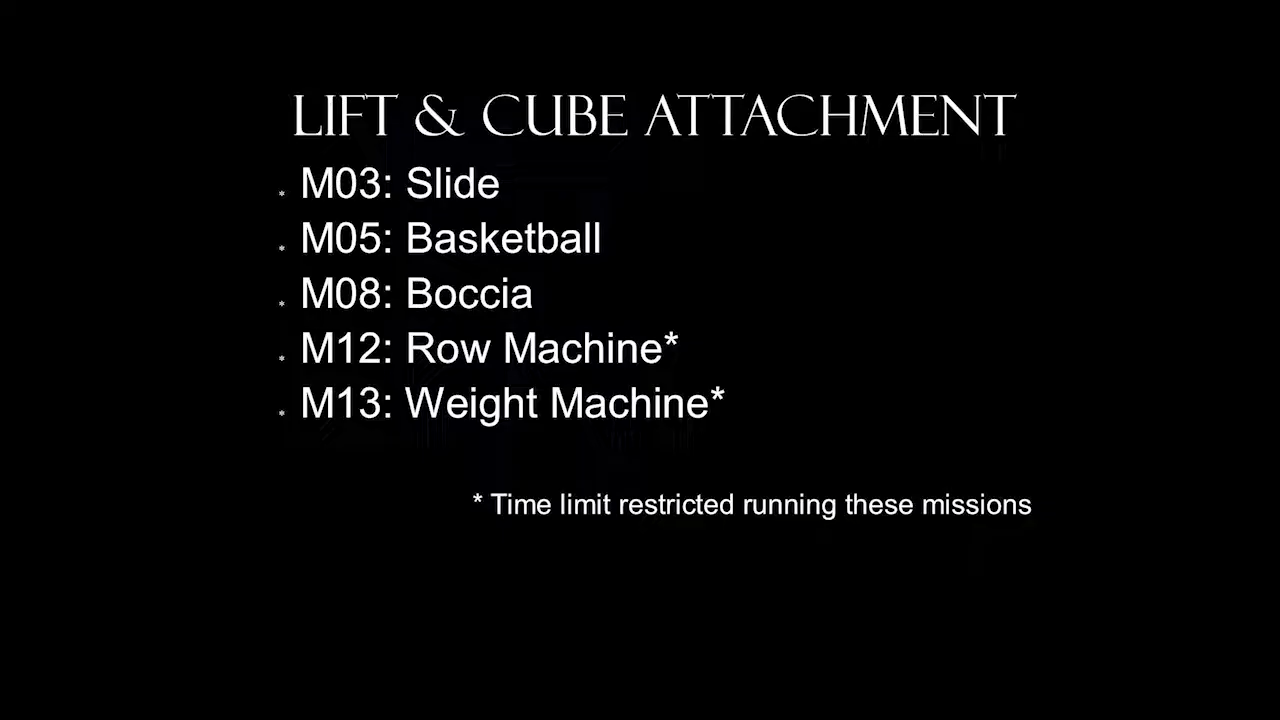 LIFT & CUBE ATTACHMENT
* M03: Slide
* M05: Basketball
* M08: Boccia
* M12: Row Machine*
* M13: Weight Machine*
* Time limit restricted running these missions